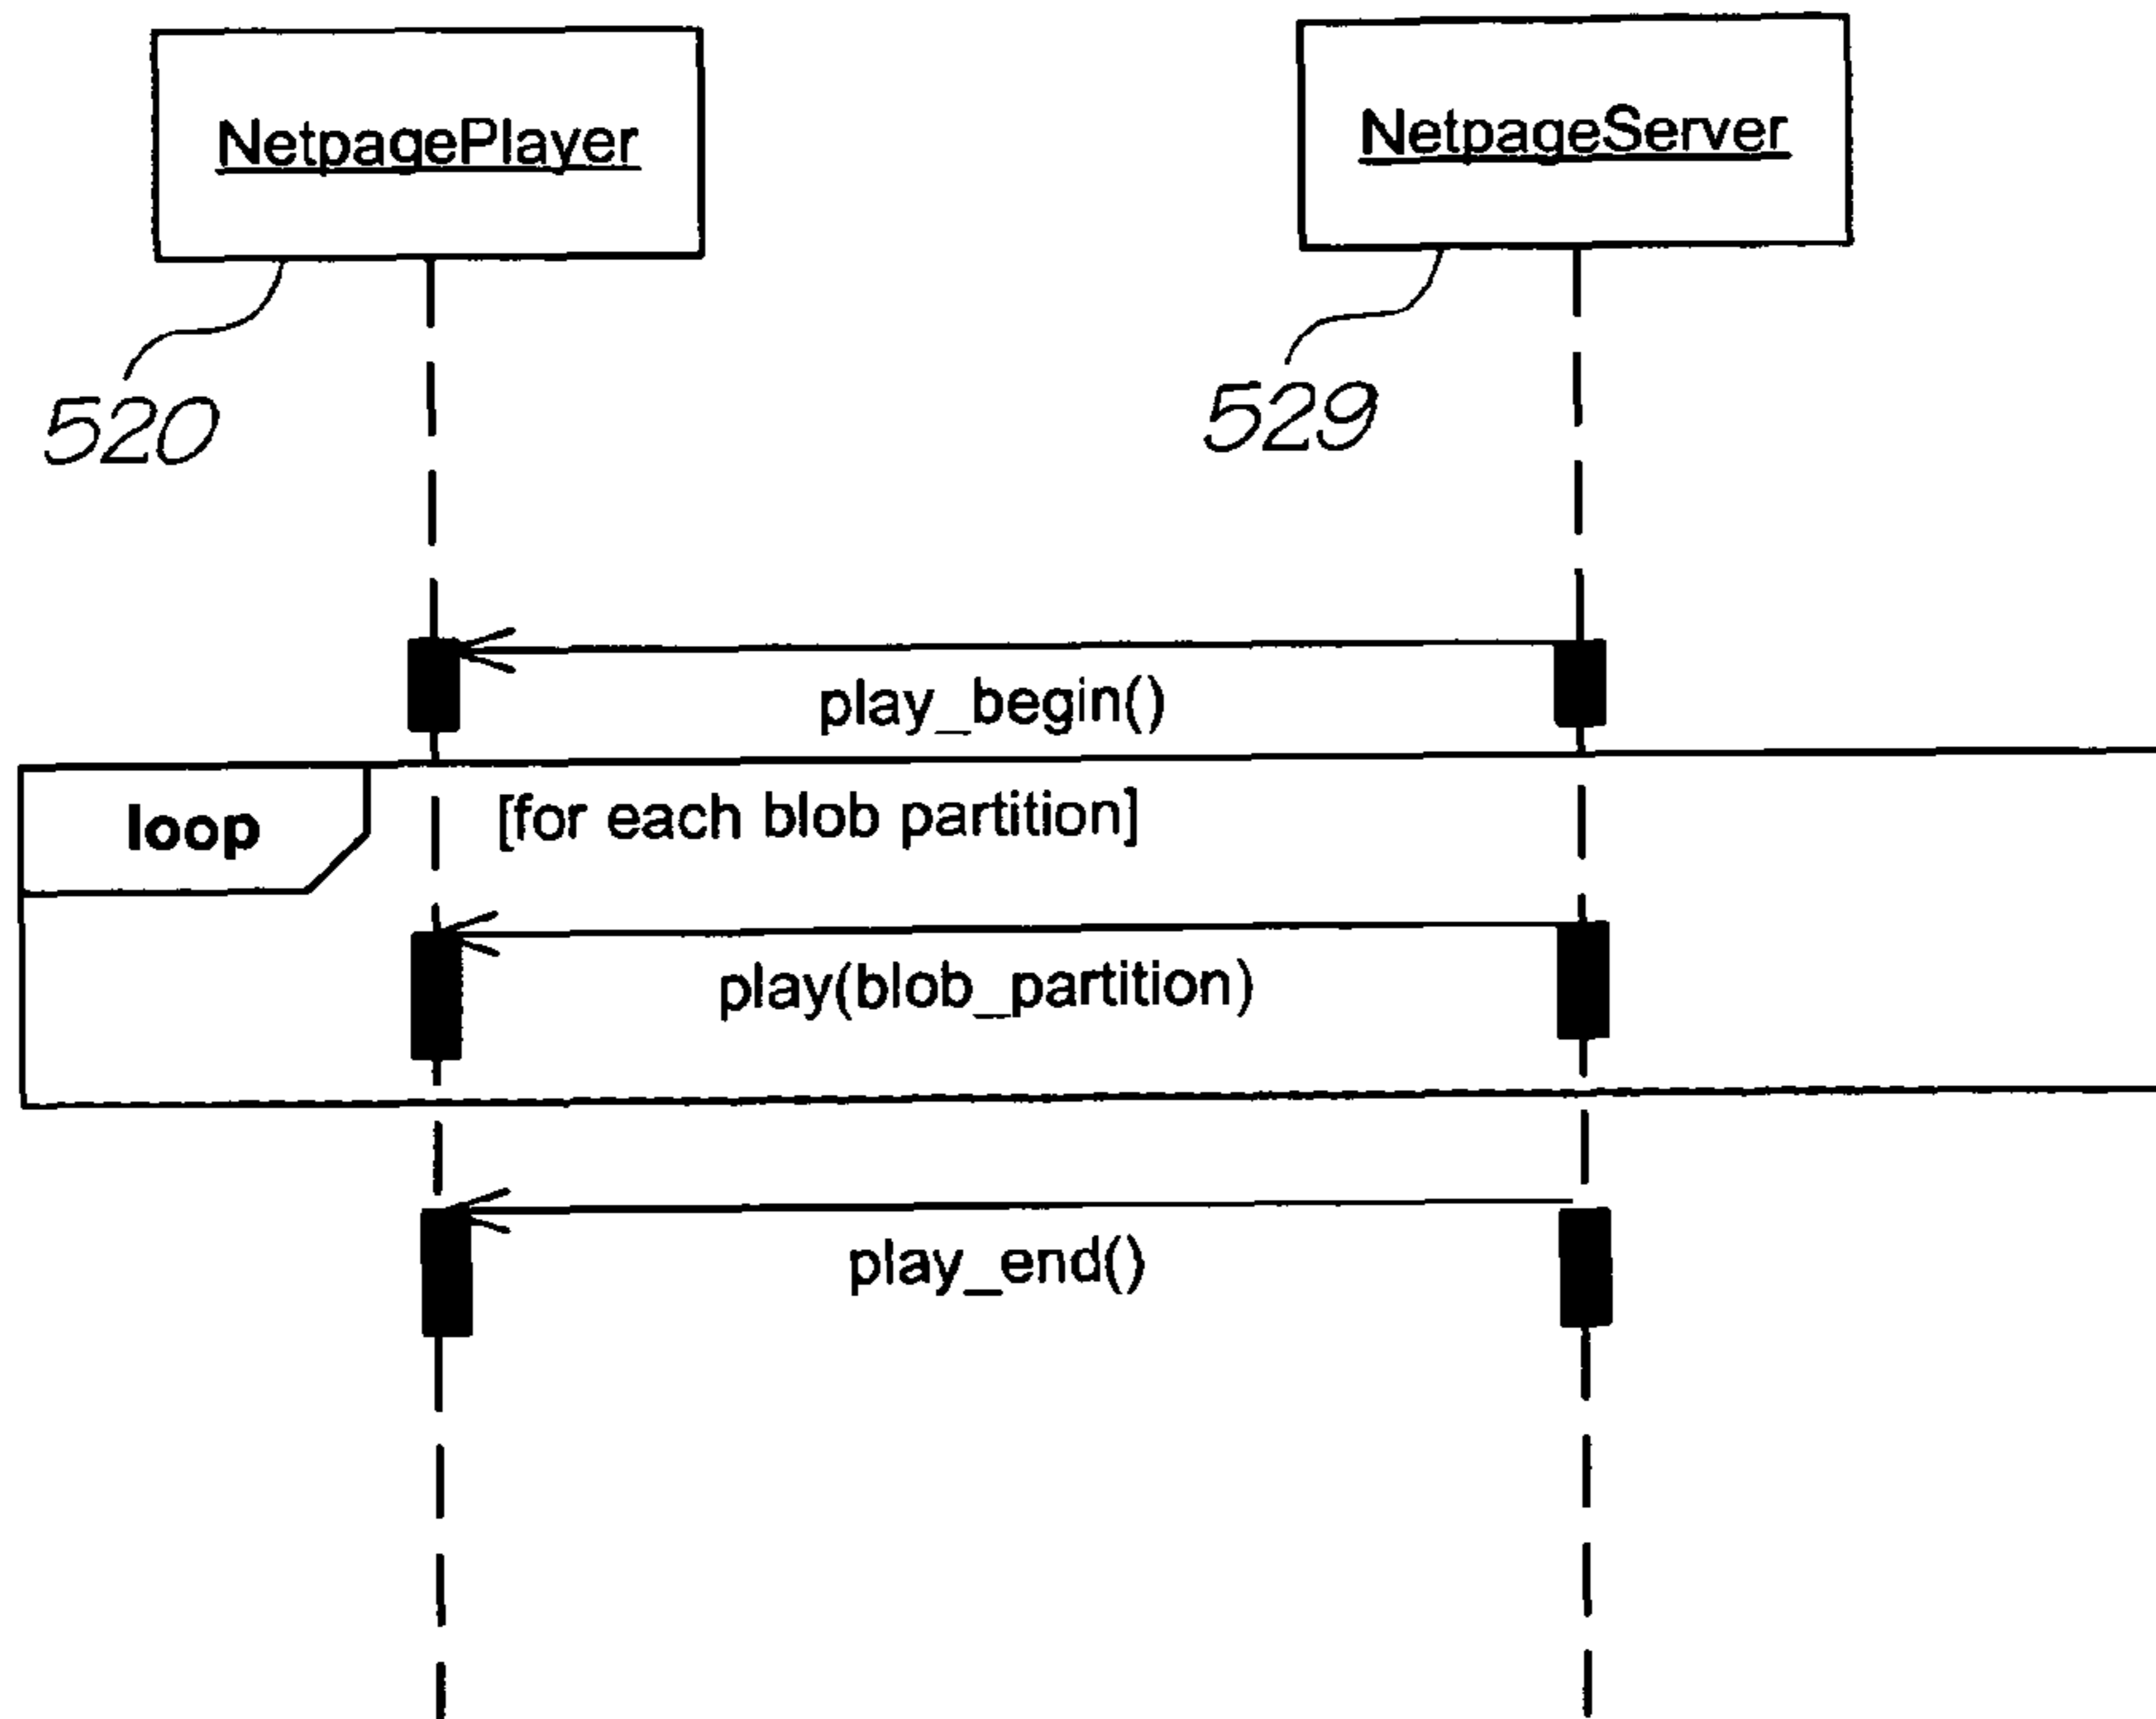 NetpagePlayer
NetpageServer
520
529
play_begin()
loop
[for each blob partition]
play(blob_partition)
play_end()